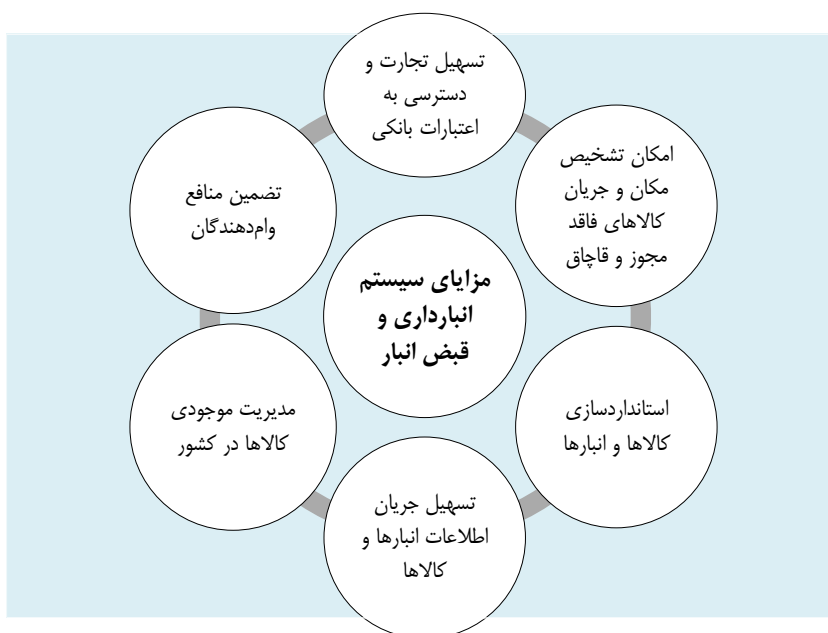 تسهیل تجارت و
دسترسی به
اعتبارات بانکی
امکان تشخیص
مکان و جریان
کالاهای فاقد
مجوز و قاچاق
تضمین منافع
وام‌دهندگان
مزایای سیستم
انبارداری و
قبض انبار
استانداردسازی
کالاها و انبارها
مدیریت موجودی
کالاها در کشور
تسهیل جریان
اطلاعات انبارها و
کالاها